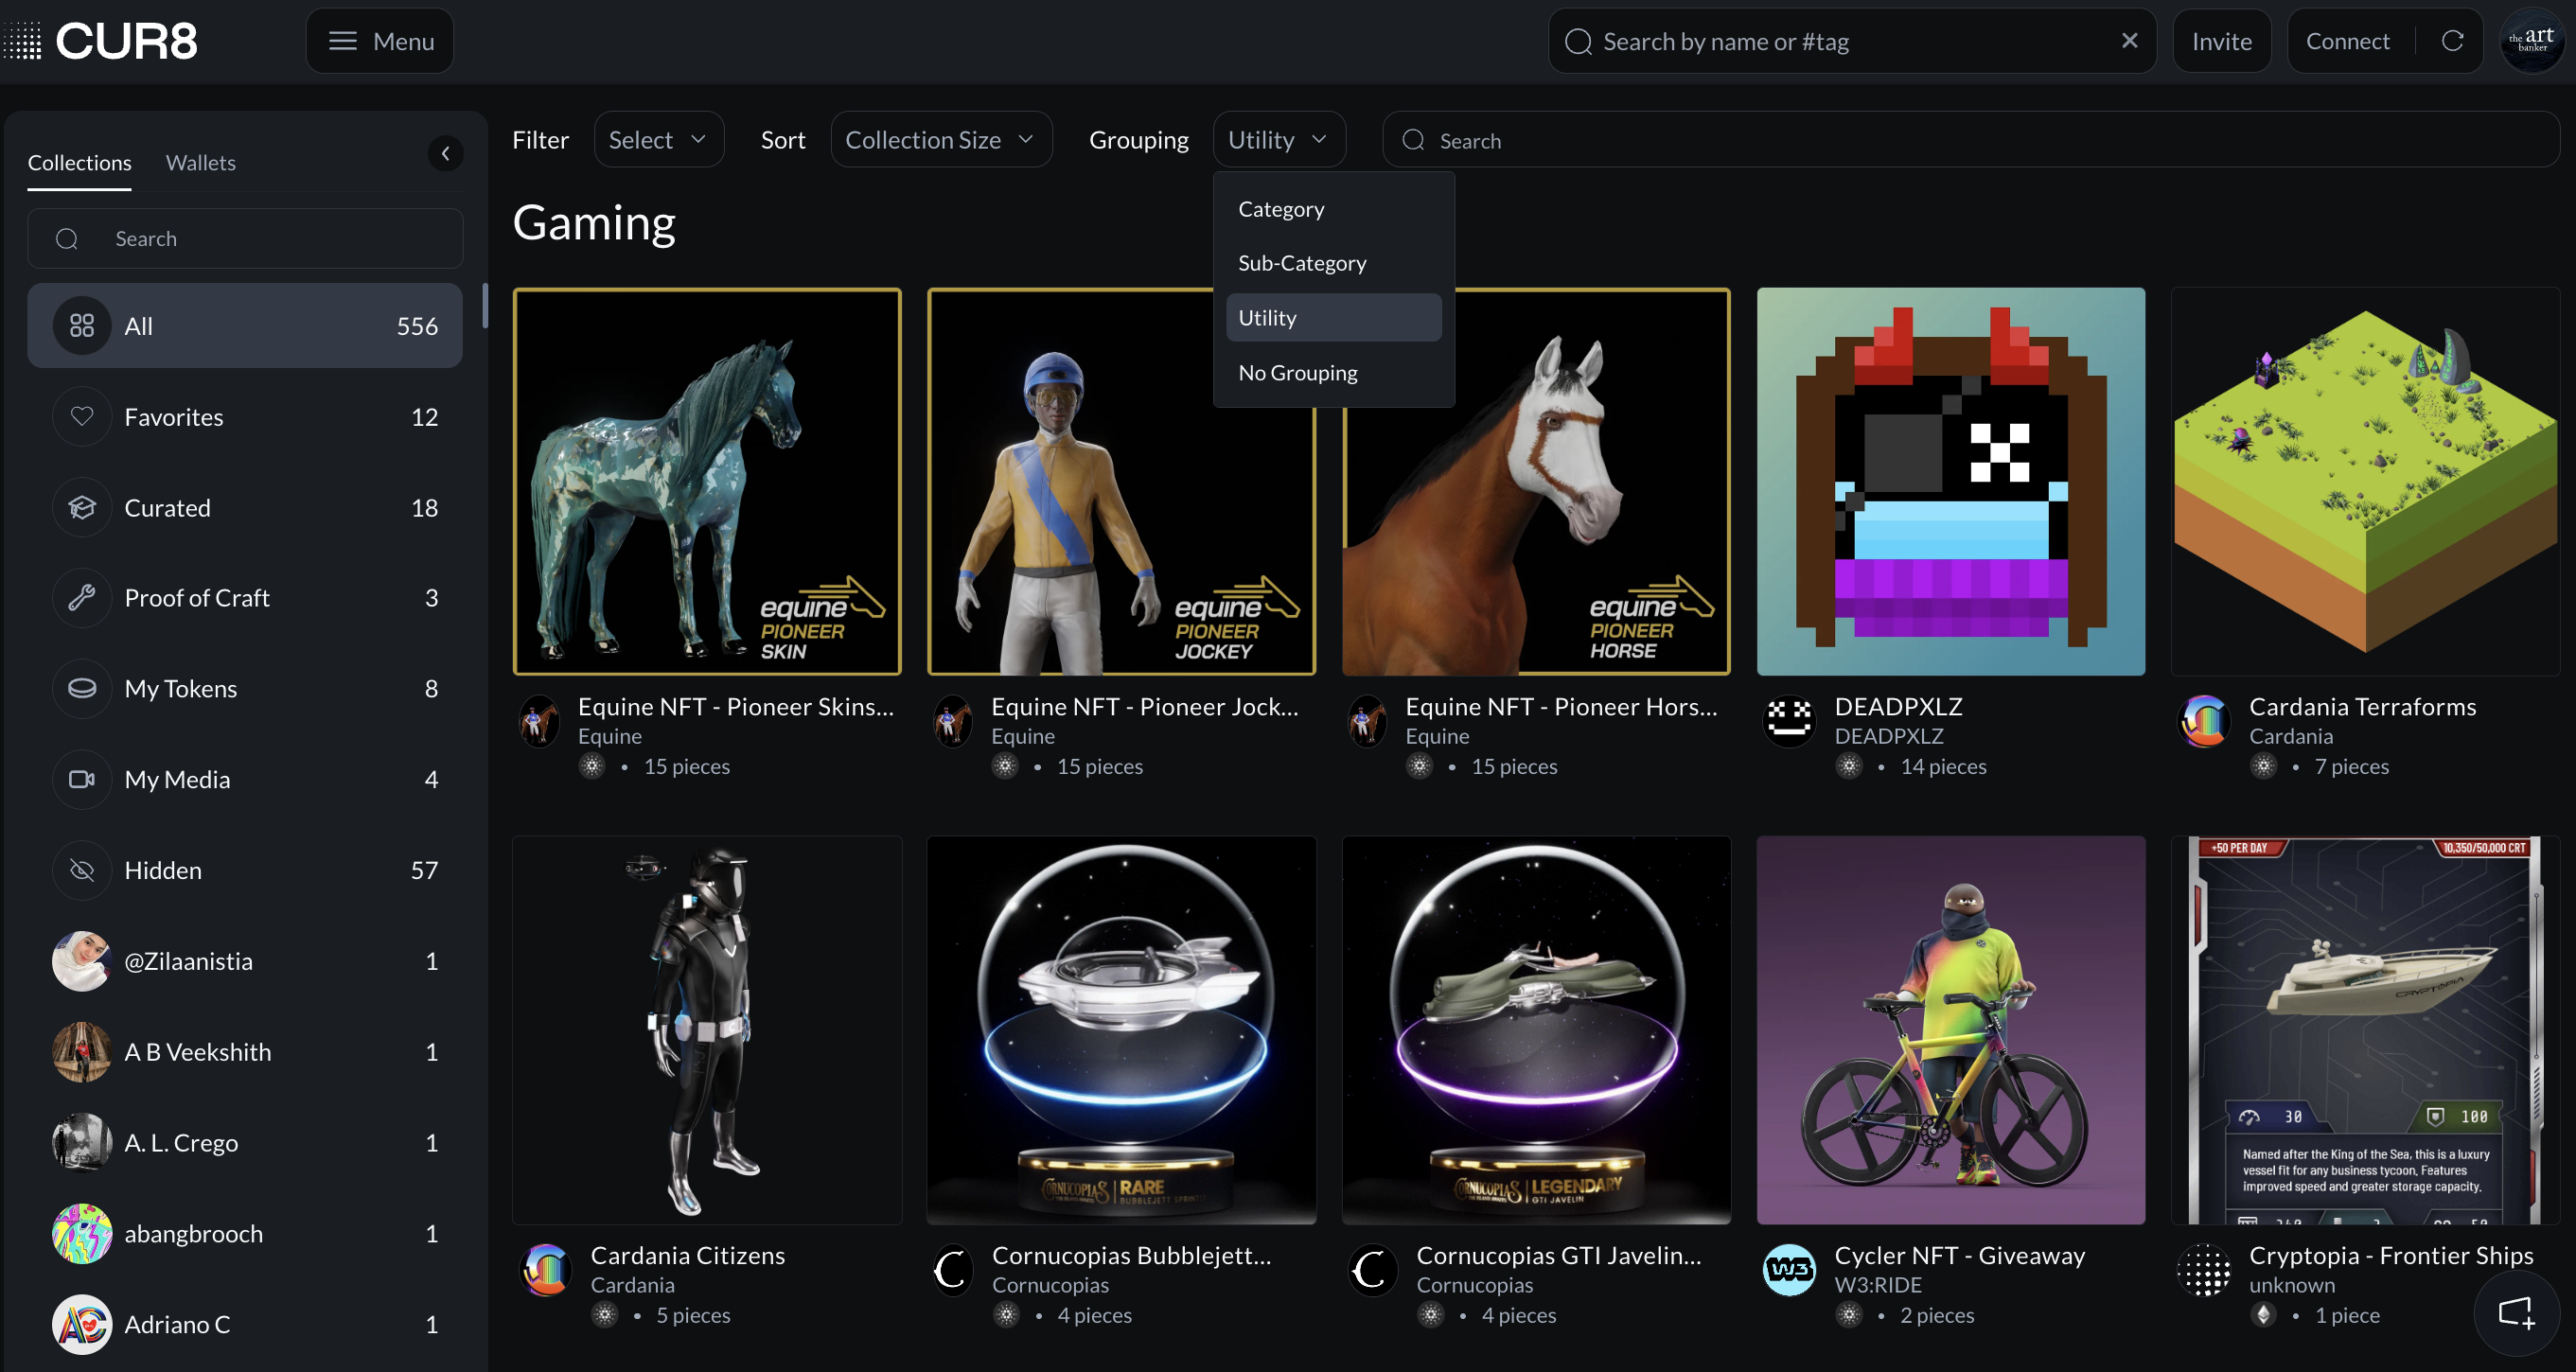 CUR8
Menu
Search by name or #tag
Invite
Connect
the art
banker
Collections
Wallets
Search
All
556
Favorites
12
Curated
18
Proof of Craft
3
My Tokens
8
My Media
4
Hidden
57
@Zilaanistia
1
A B Veekshith
1
A. L. Crego
1
abangbrooch
1
Adriano C
1
Filter
Select
Sort
Collection Size
Grouping
Utility
Search
Category
Sub-Category
Utility
No Grouping
Gaming
equine
PIONEER
SKIN
Equine NFT - Pioneer Skins...
Equine
• 15 pieces
equine
PIONEER
JOCKEY
Equine NFT - Pioneer Jock...
Equine
• 15 pieces
equine
PIONEER
HORSE
Equine NFT - Pioneer Hors...
Equine
• 15 pieces
DEADPXLZ
DEADPXLZ
• 14 pieces
Cardania Terraforms
Cardania
• 7 pieces
Cardania Citizens
Cardania
• 5 pieces
CORNUCOPIAS | RARE
BUBBLEJETT SPRINTER
Cornucopias Bubblejett...
Cornucopias
• 4 pieces
CORNUCOPIAS | LEGENDARY
GTI JAVELIN
Cornucopias GTI Javelin...
Cornucopias
• 4 pieces
W3
Cycler NFT - Giveaway
W3:RIDE
• 2 pieces
+50 PER DAY
10,350/50,000 CRT
CRYPTOPIA
30
100
Named after the King of the Sea, this is a luxury
vessel fit for any business tycoon. Features
improved speed and greater storage capacity.
Cryptopia - Frontier Ships
unknown
• 1 piece